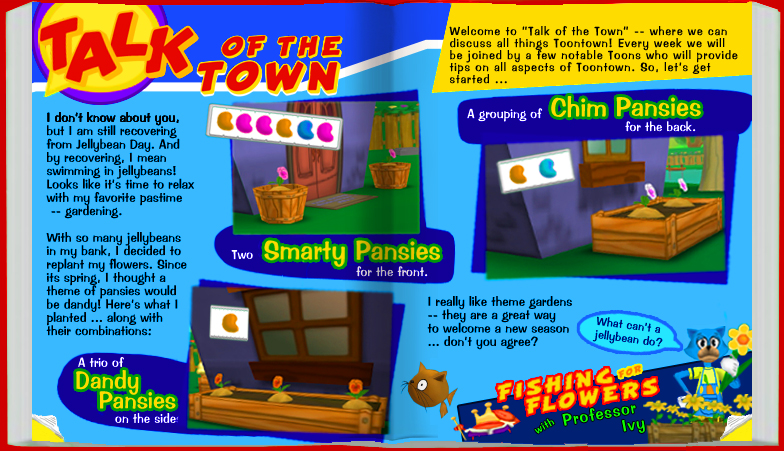 TALK
OF THE
TOWN
I don't know about you,
but I am still recovering
from Jellybean Day. And
by recovering, I mean
swimming in jellybeans!
Looks like it's time to relax
with my favorite pastime
-- gardening.
With so many jellybeans
in my bank, I decided to
replant my flowers. Since
its spring, I thought a
theme of pansies would
be dandy! Here's what I
planted ... along with
their combinations:
A trio of
Dandy
Pansies
on the side.
Two Smarty Pansies
for the front.
Welcome to "Talk of the Town" -- where we can
discuss all things Toontown! Every week we will
be joined by a few notable Toons who will provide
tips on all aspects of Toontown. So, let's get
started ...
A grouping of Chim Pansies
for the back.
I really like theme gardens
-- they are a great way
to welcome a new season
... don't you agree?
What can't a
jellybean do?
FISHING FOR
FLOWERS
with Professor
Ivy